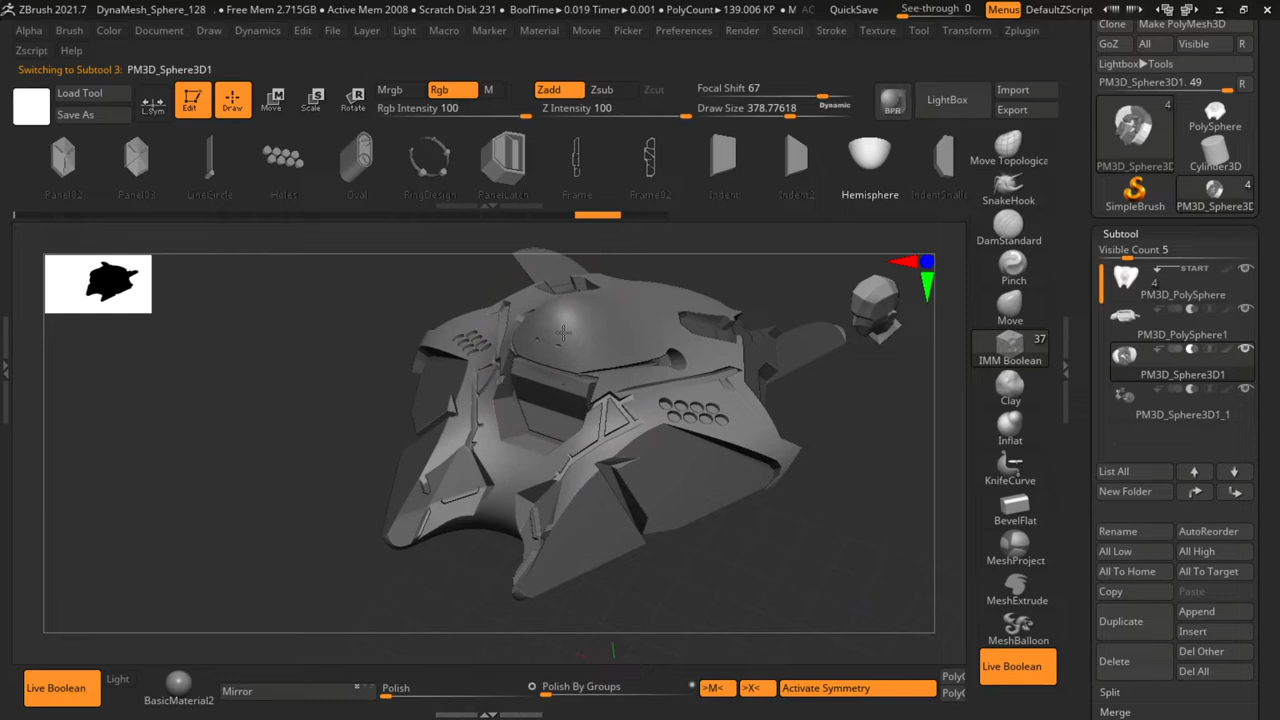 ZBrush 2021.7 DynaMesh_Sphere_128 • Free Mem 2.715GB • Active Mem 2008 • Scratch Disk 231 • BoolTime▸0.019 Timer▸0.001 • PolyCount▸139.006 KP • M AC QuickSave See-through 0 Menus DefaultZScript
Alpha Brush Color Document Draw Dynamics Edit File Layer Light Macro Marker Material Movie Picker Preferences Render Stencil Stroke Texture Tool Transform Zplugin
Zscript Help
Switching to Subtool 3: PM3D_Sphere3D1
Load Tool
Save As
L.Sym
Edit
Draw
Move
Scale
Rotate
Mrgb Rgb M
Rgb Intensity 100
Zadd Zsub Zcut
Z Intensity 100
Focal Shift 67
Draw Size 378.77618 Dynamic
BPR
LightBox
Import
Export
Clone Make PolyMesh3D
GoZ All Visible R
Lightbox▶Tools
PM3D_Sphere3D1. 49 R
4
PolySphere
PM3D_Sphere3D Cylinder3D
4
SimpleBrush PM3D_Sphere3D
Panel02 Panel03 LineCircle Holes Oval RingDesign PanelLatch Frame Frame02 Indent Indent2 Hemisphere IndentSmall
Move Topologica
SnakeHook
DamStandard
Pinch
Move
37
IMM Boolean
Clay
Inflat
KnifeCurve
BevelFlat
MeshProject
MeshExtrude
MeshBalloon
Live Boolean
Subtool
Visible Count 5
START
4
PM3D_PolySphere
PM3D_PolySphere1
PM3D_Sphere3D1
PM3D_Sphere3D1_1
List All
New Folder
Rename AutoReorder
All Low All High
All To Home All To Target
Copy Paste
Duplicate Append
Insert
Delete Del Other
Del All
Split
Merge
Live Boolean Light BasicMaterial2 Mirror Polish Polish By Groups >M< >X< Activate Symmetry PolyG
PolyG